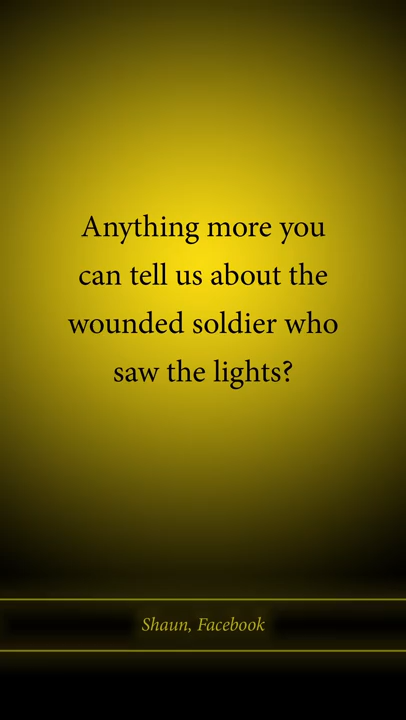 Anything more you
can tell us about the
wounded soldier who
saw the lights?
Shaun, Facebook